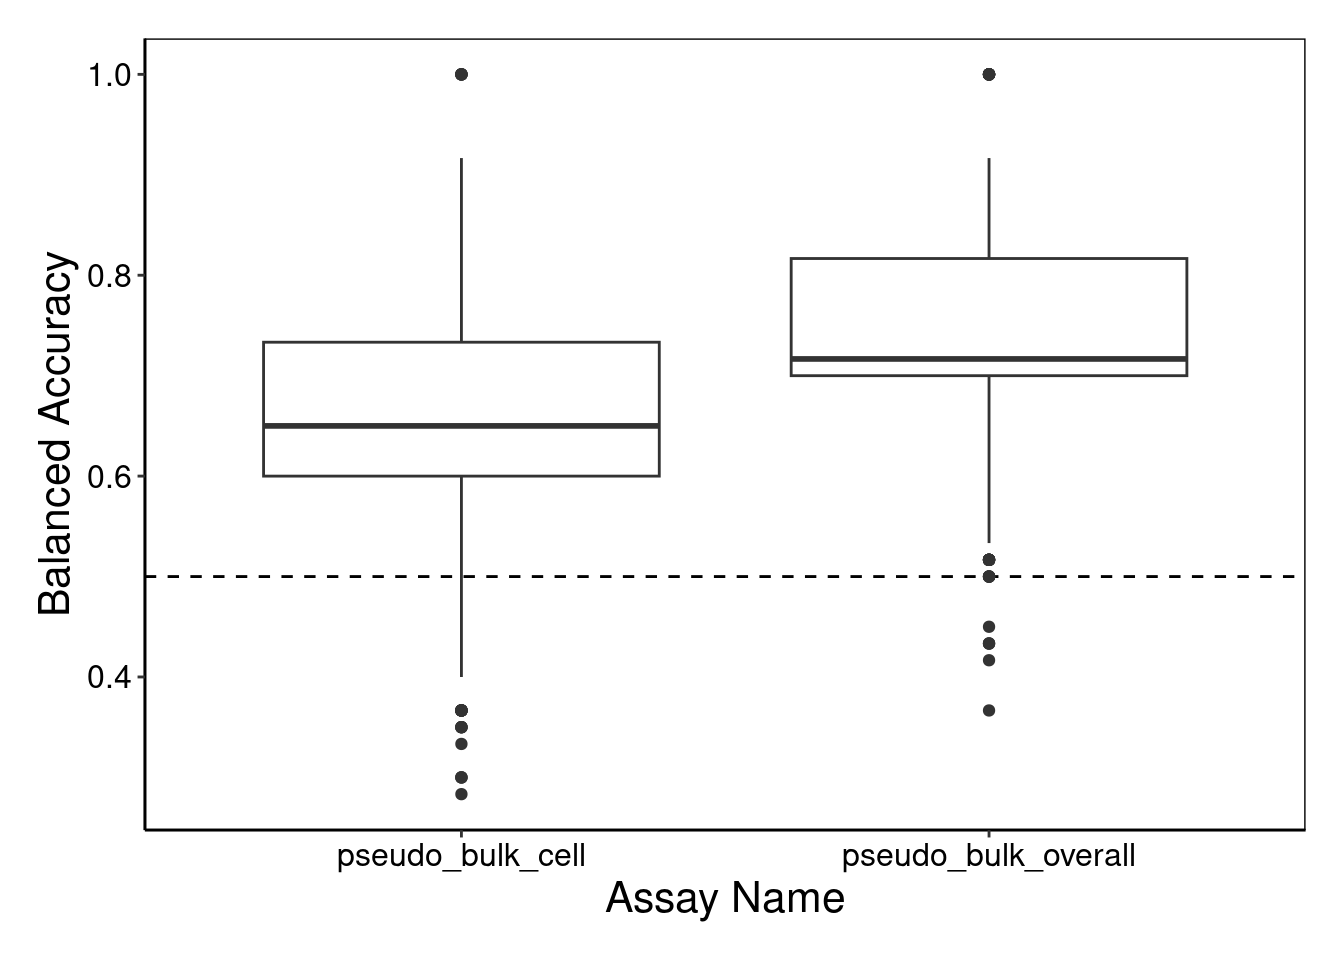 Balanced Accuracy
1.0
0.8
0.6
0.4
pseudo_bulk_cell
pseudo_bulk_overall
Assay Name